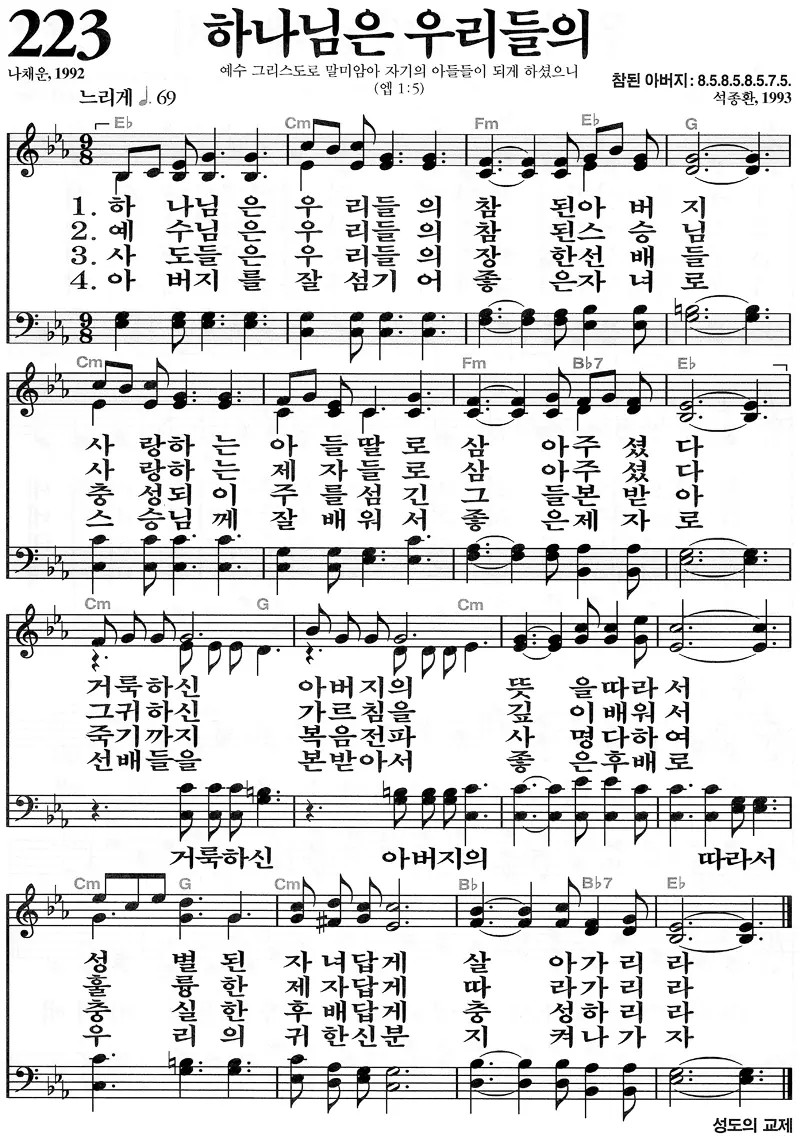 223 하나님은 우리들의
나채운, 1992
예수 그리스도로 말미암아 자기의 아들들이 되게 하셨으니
(엡 1:5)
참된 아버지: 8.5.8.5.8.5.7.5.
석종환, 1993
느리게 ♩. 69
E♭ Cm Fm E♭ G
9/8
1. 하 나님 은 우 리들 의 참 된아 버 지
2. 예 수님 은 우 리들 의 참 된스 승 님
3. 사 도들 은 우 리들 의 장 한선 배 들
4. 아 버지 를 잘 섬기 어 좋 은자 녀 로
9/8
Cm Fm B♭7 E♭
사 랑하 는 아 들딸 로 삼 아주 셨 다
사 랑하 는 제 자들 로 삼 아주 셨 다
충 성되 이 주 를섬 긴 그 들본 받 아
스 승님 께 잘 배워 서 좋 은제 자 로
Cm G Cm
거룩하신 아버지의 뜻 을따라서
그귀하신 가르침을 깊 이배워서
죽기까지 복음전파 사 명다하여
선배들을 본받아서 좋 은후배로
거룩하신 아버지의 따라서
Cm G Cm B♭ B♭7 E♭
성 별된 자녀답게 살 아가리 라
훌 륭한 제자답게 따 라가리 라
충 실한 후배답게 충 성하리 라
우 리의 귀한신분 지 켜나가 자
성도의 교제